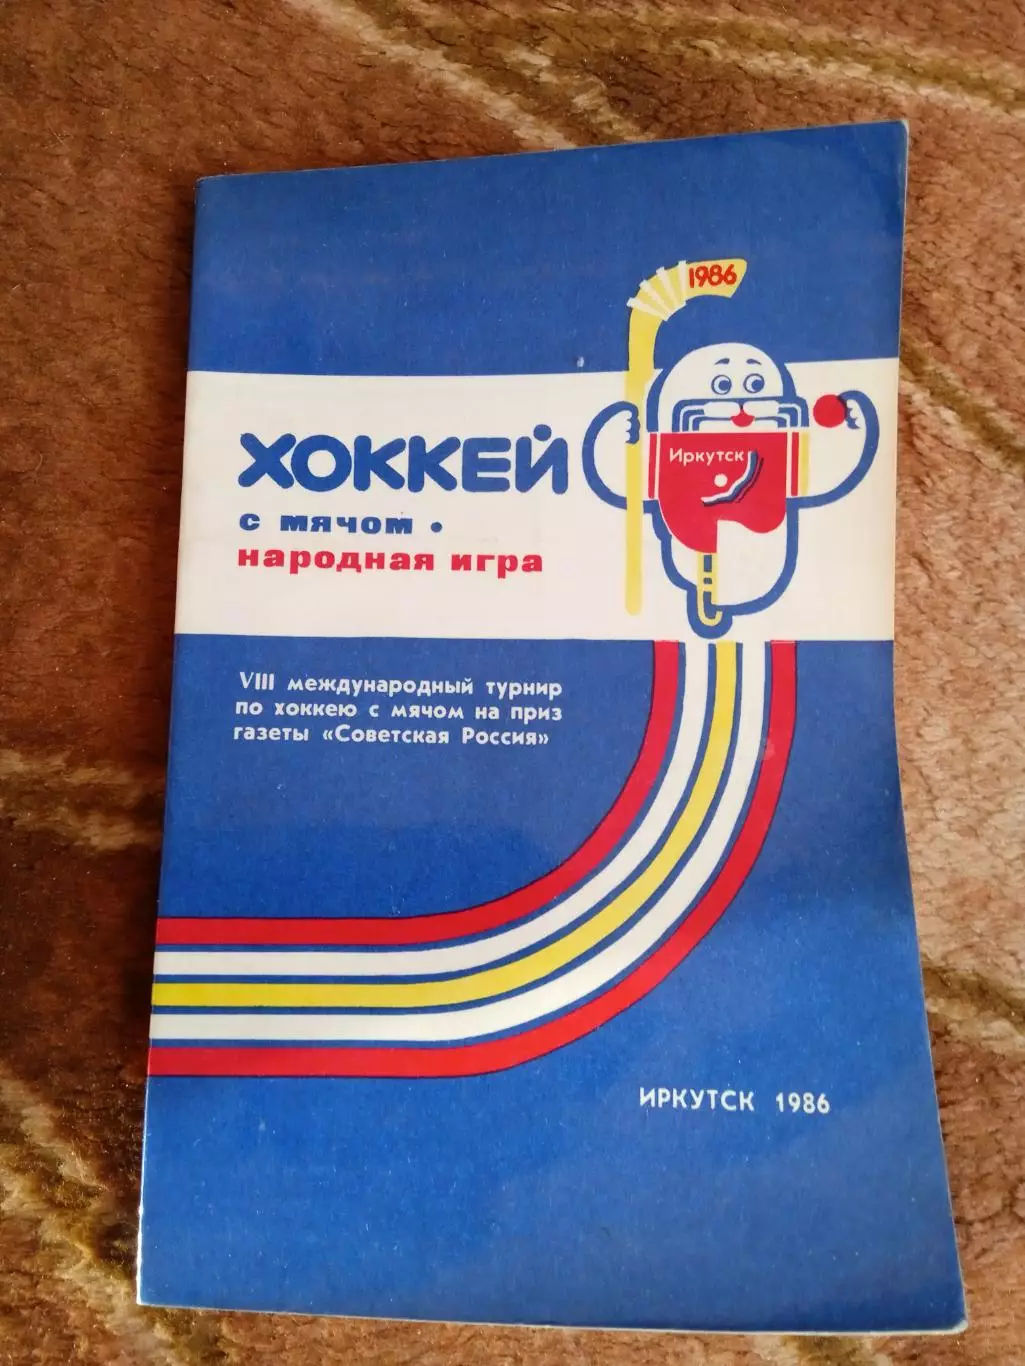 1986
Иркутск
ХОККЕЙ
с мячом •
народная игра
VIII международный турнир
по хоккею с мячом на приз
газеты «Советская Россия»
ИРКУТСК 1986